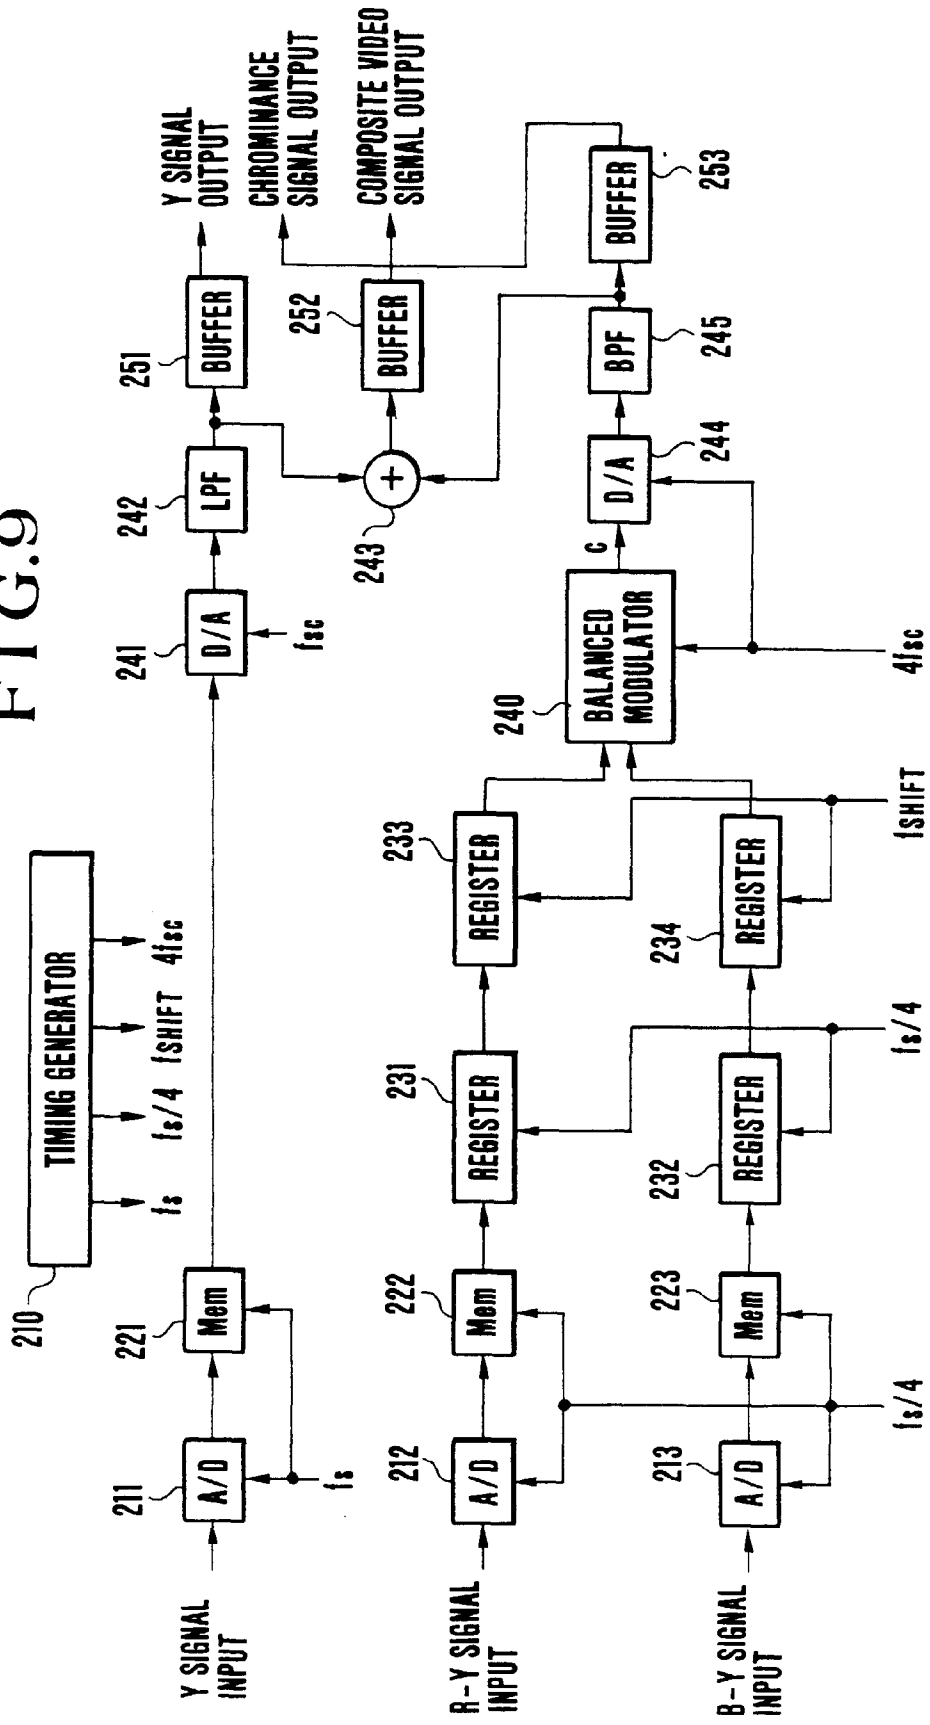 FIG.9
210
TIMING GENERATOR
fs
fs/4
fSHIFT
4fsc
Y SIGNAL
INPUT
211
A/D
fs
221
Mem
241
D/A
fsc
242
LPF
251
BUFFER
Y SIGNAL
OUTPUT
CHROMINANCE
SIGNAL OUTPUT
COMPOSITE VIDEO
SIGNAL OUTPUT
243
+
252
BUFFER
R-Y SIGNAL
INPUT
212
A/D
222
Mem
231
REGISTER
233
REGISTER
240
BALANCED
MODULATOR
C
D/A
244
BPF
245
BUFFER
253
B-Y SIGNAL
INPUT
213
A/D
223
Mem
232
REGISTER
234
REGISTER
fs/4
fs/4
fSHIFT
4fsc